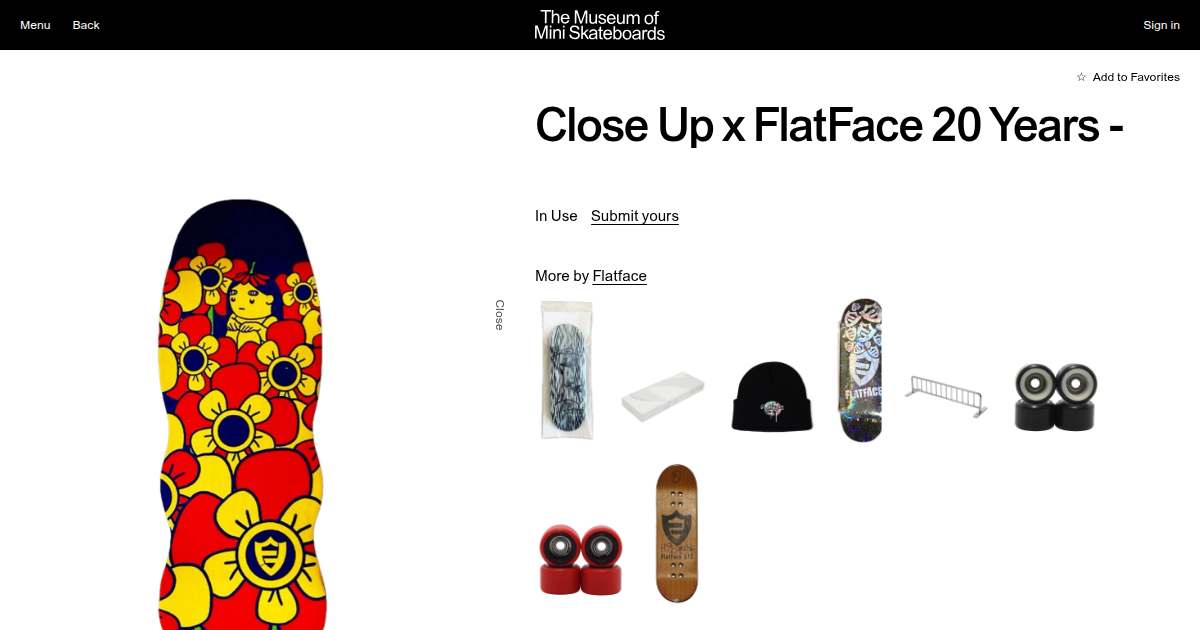 Menu
Back
The Museum of
Mini Skateboards
Sign in
☆ Add to Favorites
Close Up x FlatFace 20 Years -
In Use
Submit yours
More by Flatface
Close
FLATFACE